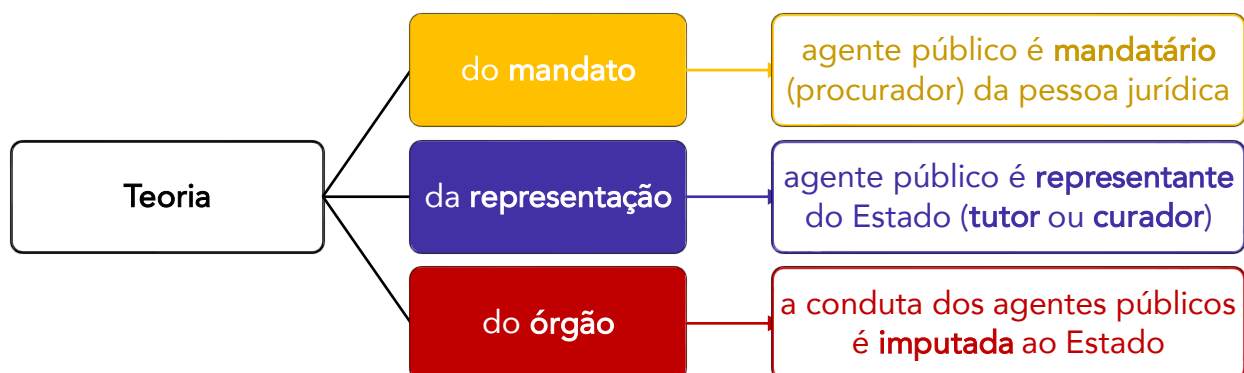 Teoria
do mandato
agente público é mandatário
(procurador) da pessoa jurídica
da representação
agente público é representante
do Estado (tutor ou curador)
do órgão
a conduta dos agentes públicos
é imputada ao Estado